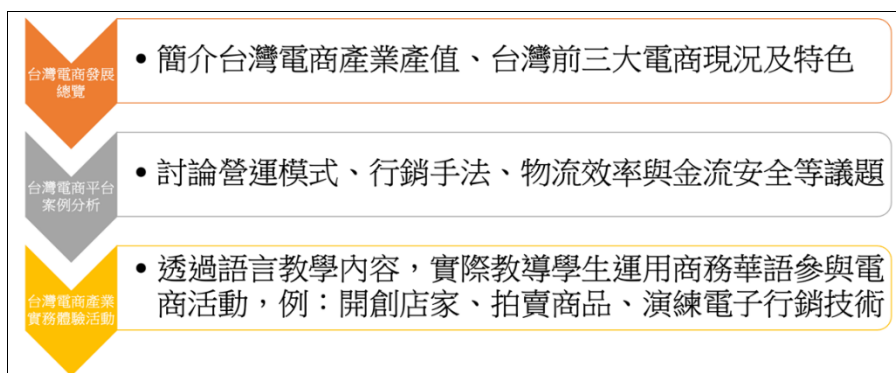 台灣電商發展
總覽
• 簡介台灣電商產業產值、台灣前三大電商現況及特色
台灣電商平台
案例分析
• 討論營運模式、行銷手法、物流效率與金流安全等議題
台灣電商產業
實務體驗活動
• 透過語言教學內容，實際教導學生運用商務華語參與電
商活動，例：開創店家、拍賣商品、演練電子行銷技術